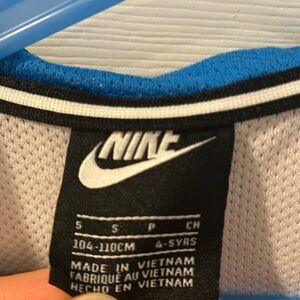 NIKE
S S P CH
104-110CM 4-5YRS
MADE IN VIETNAM
FABRIQUÉ AU VIETNAM
HECHO EN VIETNAM